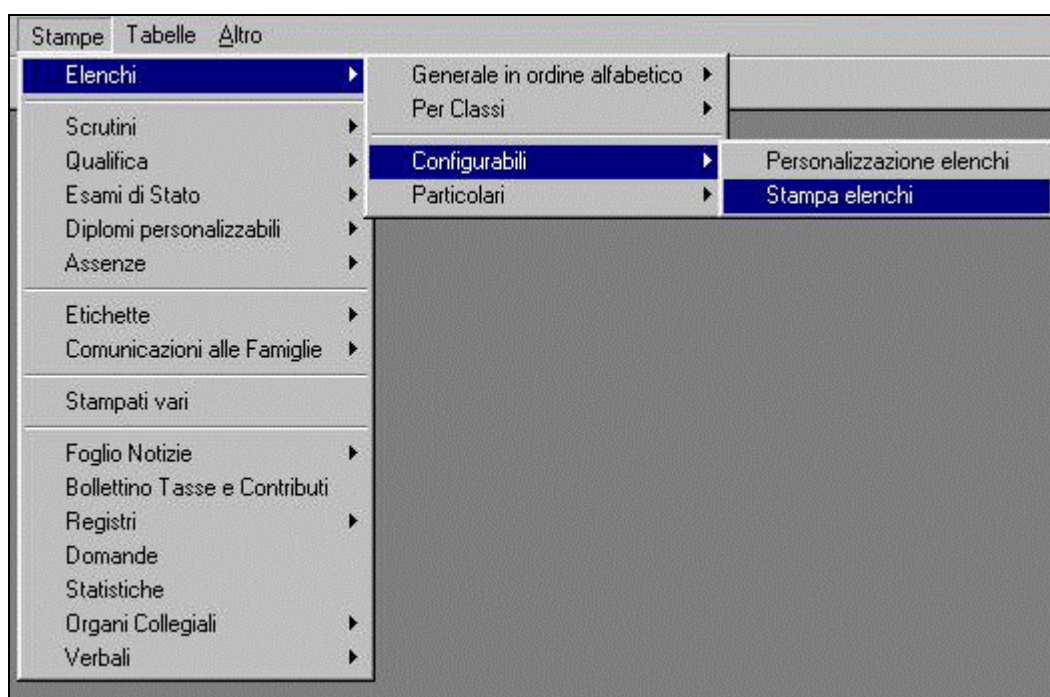 Stampe Tabelle Altro
Elenchi
Scrutini
Qualifica
Esami di Stato
Diplomi personalizzabili
Assenze
Etichette
Comunicazioni alle Famiglie
Stampati vari
Foglio Notizie
Bollettino Tasse e Contributi
Registri
Domande
Statistiche
Organi Collegiali
Verbali
Generale in ordine alfabetico
Per Classi
Configurabili
Particolari
Personalizzazione elenchi
Stampa elenchi